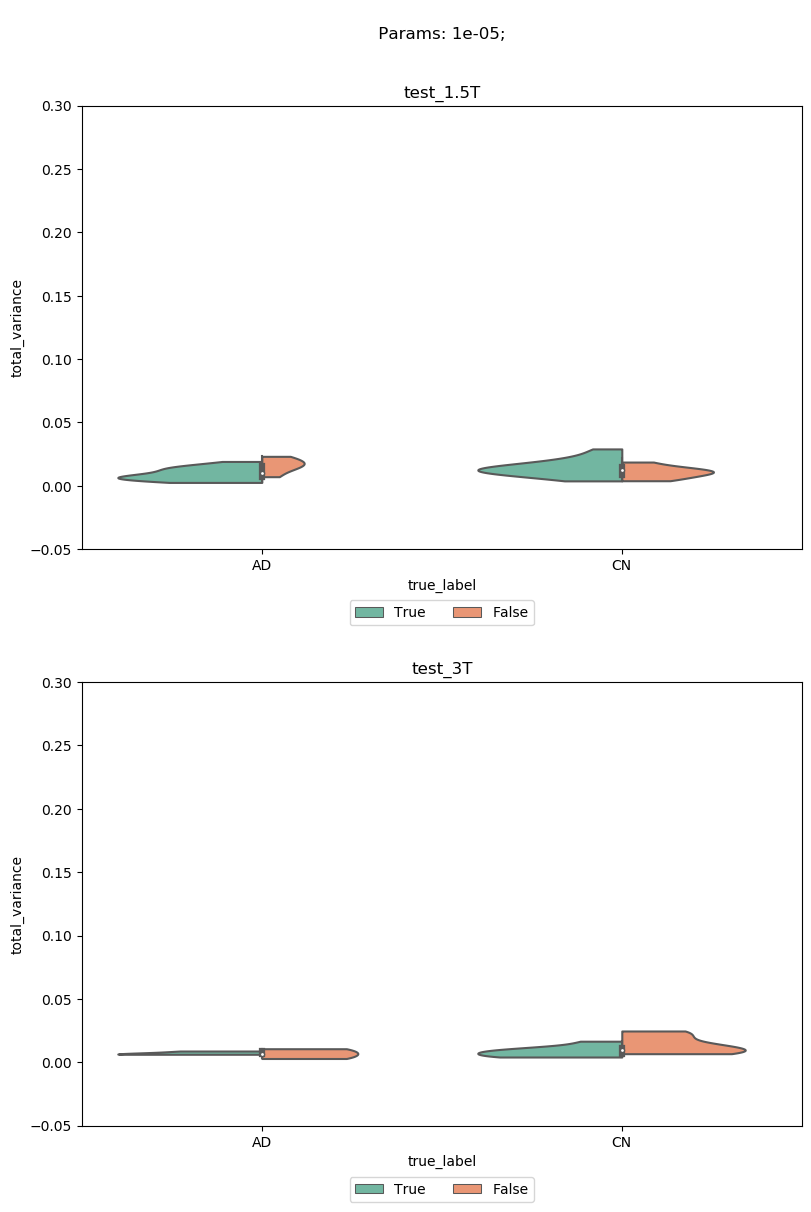 Params: 1e-05;
test_1.5T
0.30
0.25
0.20
0.15
0.10
0.05
0.00
−0.05
total_variance
AD CN
true_label
True False
test_3T
0.30
0.25
0.20
0.15
0.10
0.05
0.00
−0.05
total_variance
AD CN
true_label
True False